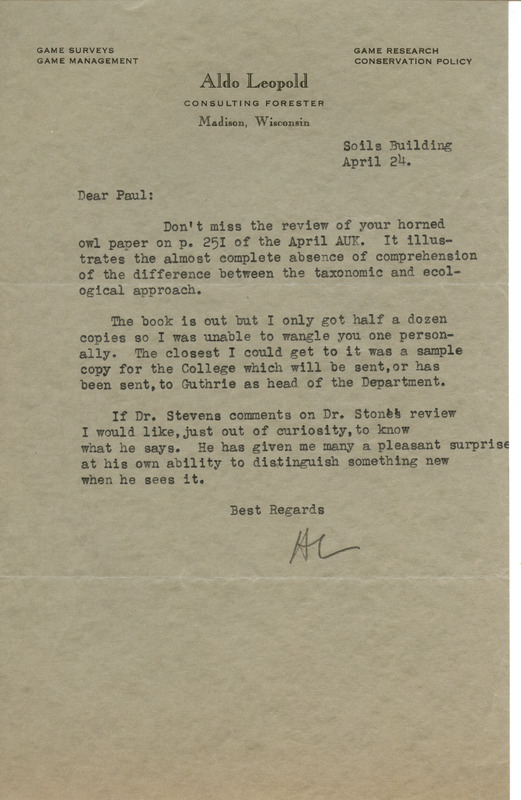 GAME SURVEYS
GAME MANAGEMENT
GAME RESEARCH
CONSERVATION POLICY
Aldo Leopold
CONSULTING FORESTER
Madison, Wisconsin
Soils Building
April 24.
Dear Paul:
Don't miss the review of your horned
owl paper on p. 251 of the April AUK. It illus-
trates the almost complete absence of comprehension
of the difference between the taxonomic and ecol-
ogical approach.
The book is out but I only got half a dozen
copies so I was unable to wangle you one person-
ally. The closest I could get to it was a sample
copy for the College which will be sent,or has
been sent,to Guthrie as head of the Department.
If Dr. Stevens comments on Dr. Stones review
I would like,just out of curiosity,to know
what he says. He has given me many a pleasant surprise
at his own ability to distinguish something new
when he sees it.
Best Regards
AL